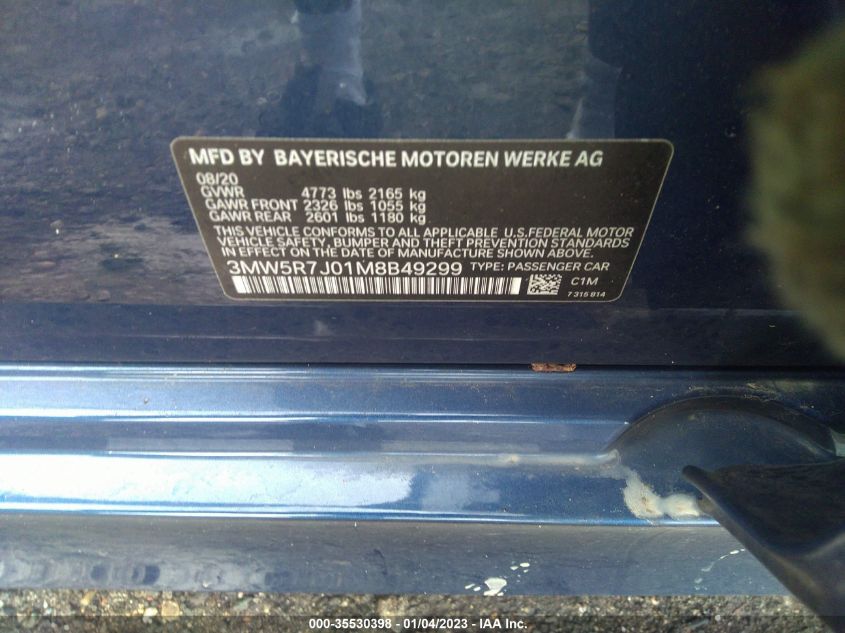 MFD BY BAYERISCHE MOTOREN WERKE AG
08/20
GVWR 4773 lbs 2165 kg
GAWR FRONT 2326 lbs 1055 kg
GAWR REAR 2601 lbs 1180 kg
THIS VEHICLE CONFORMS TO ALL APPLICABLE U.S.FEDERAL MOTOR
VEHICLE SAFETY, BUMPER AND THEFT PREVENTION STANDARDS
IN EFFECT ON THE DATE OF MANUFACTURE SHOWN ABOVE.
3MW5R7J01M8B49299 TYPE: PASSENGER CAR
C1M
7 315 814
000-35530398 - 01/04/2023 - IAA Inc.